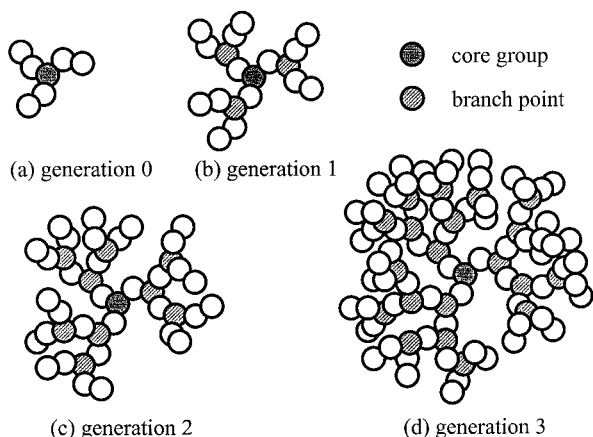 core group
branch point
(a) generation 0
(b) generation 1
(c) generation 2
(d) generation 3